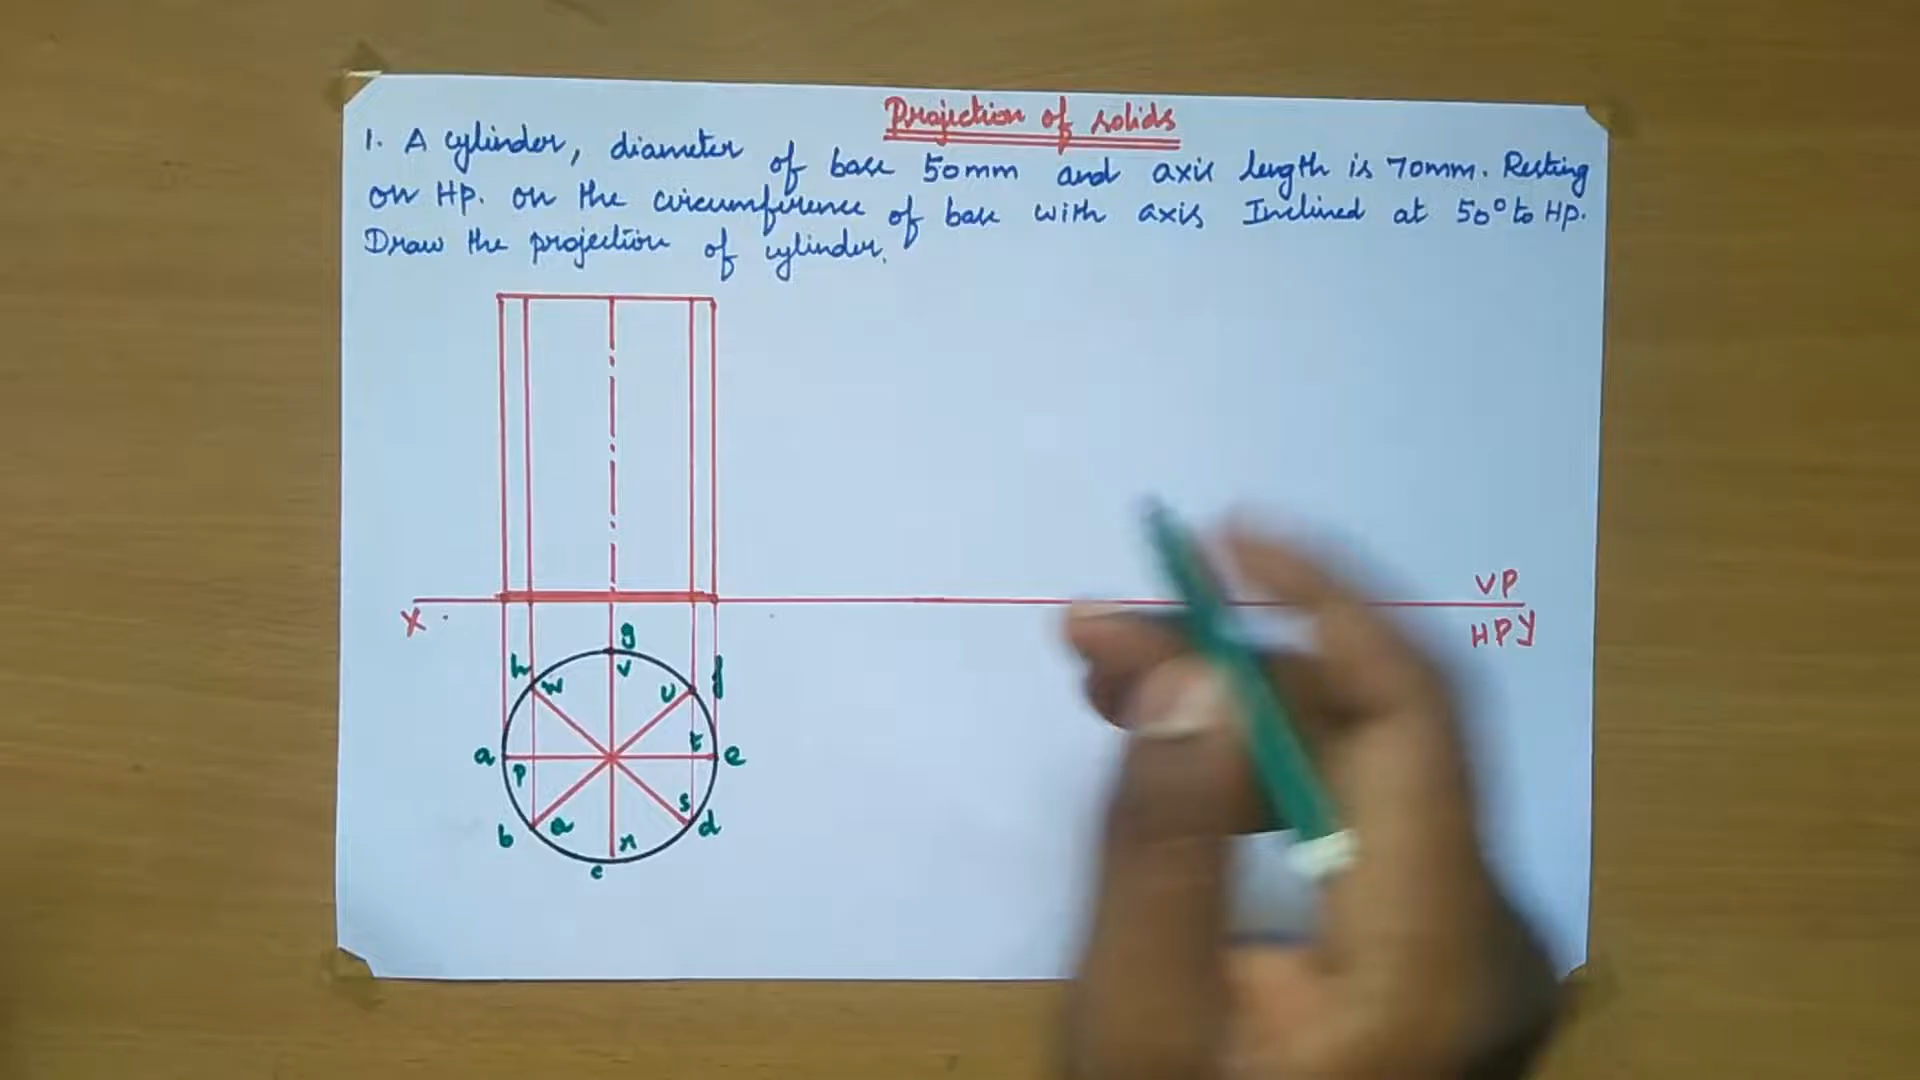 Projection of solids
1. A cylinder, diameter of base 50mm and axis length is 70mm. Resting
on HP. on the circumference of base with axis Inclined at 50° to HP.
Draw the projection of cylinder.
VP
X
HP y
g
h v f
w u
a t e
p
s
b a d
r
c